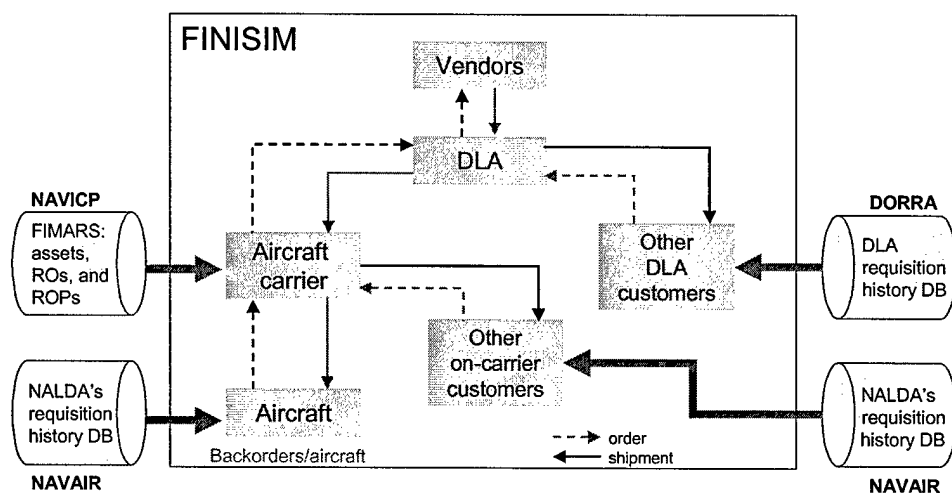 FINISIM
Vendors
DLA
NAVICP
FIMARS:
assets,
ROs, and
ROPs
Aircraft
carrier
Other
DLA
customers
DORRA
DLA
requisition
history DB
Other
on-carrier
customers
NALDA's
requisition
history DB
NAVAIR
Aircraft
Backorders/aircraft
order
shipment
NALDA's
requisition
history DB
NAVAIR